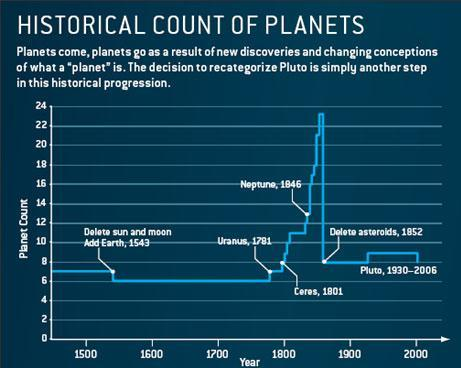 HISTORICAL COUNT OF PLANETS
Planets come, planets go as a result of new discoveries and changing conceptions
of what a “planet” is. The decision to recategorize Pluto is simply another step
in this historical progression.
24
22
20
18
16
14
12
10
8
6
4
2
0
Planet Count
Neptune, 1846
Delete sun and moon
Add Earth, 1543
Uranus, 1781
Delete asteroids, 1852
Pluto, 1930–2006
Ceres, 1801
1500
1600
1700
1800
1900
2000
Year